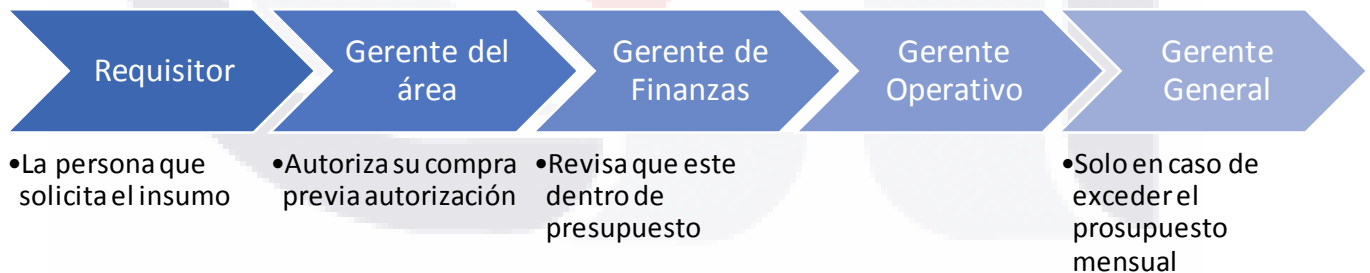 Requisitor
Gerente del
área
Gerente de
Finanzas
Gerente
Operativo
Gerente
General
•La persona que
solicita el insumo
•Autoriza su compra
previa autorización
•Revisa que este
dentro de
presupuesto
•Solo en caso de
exceder el
prosupuesto
mensual